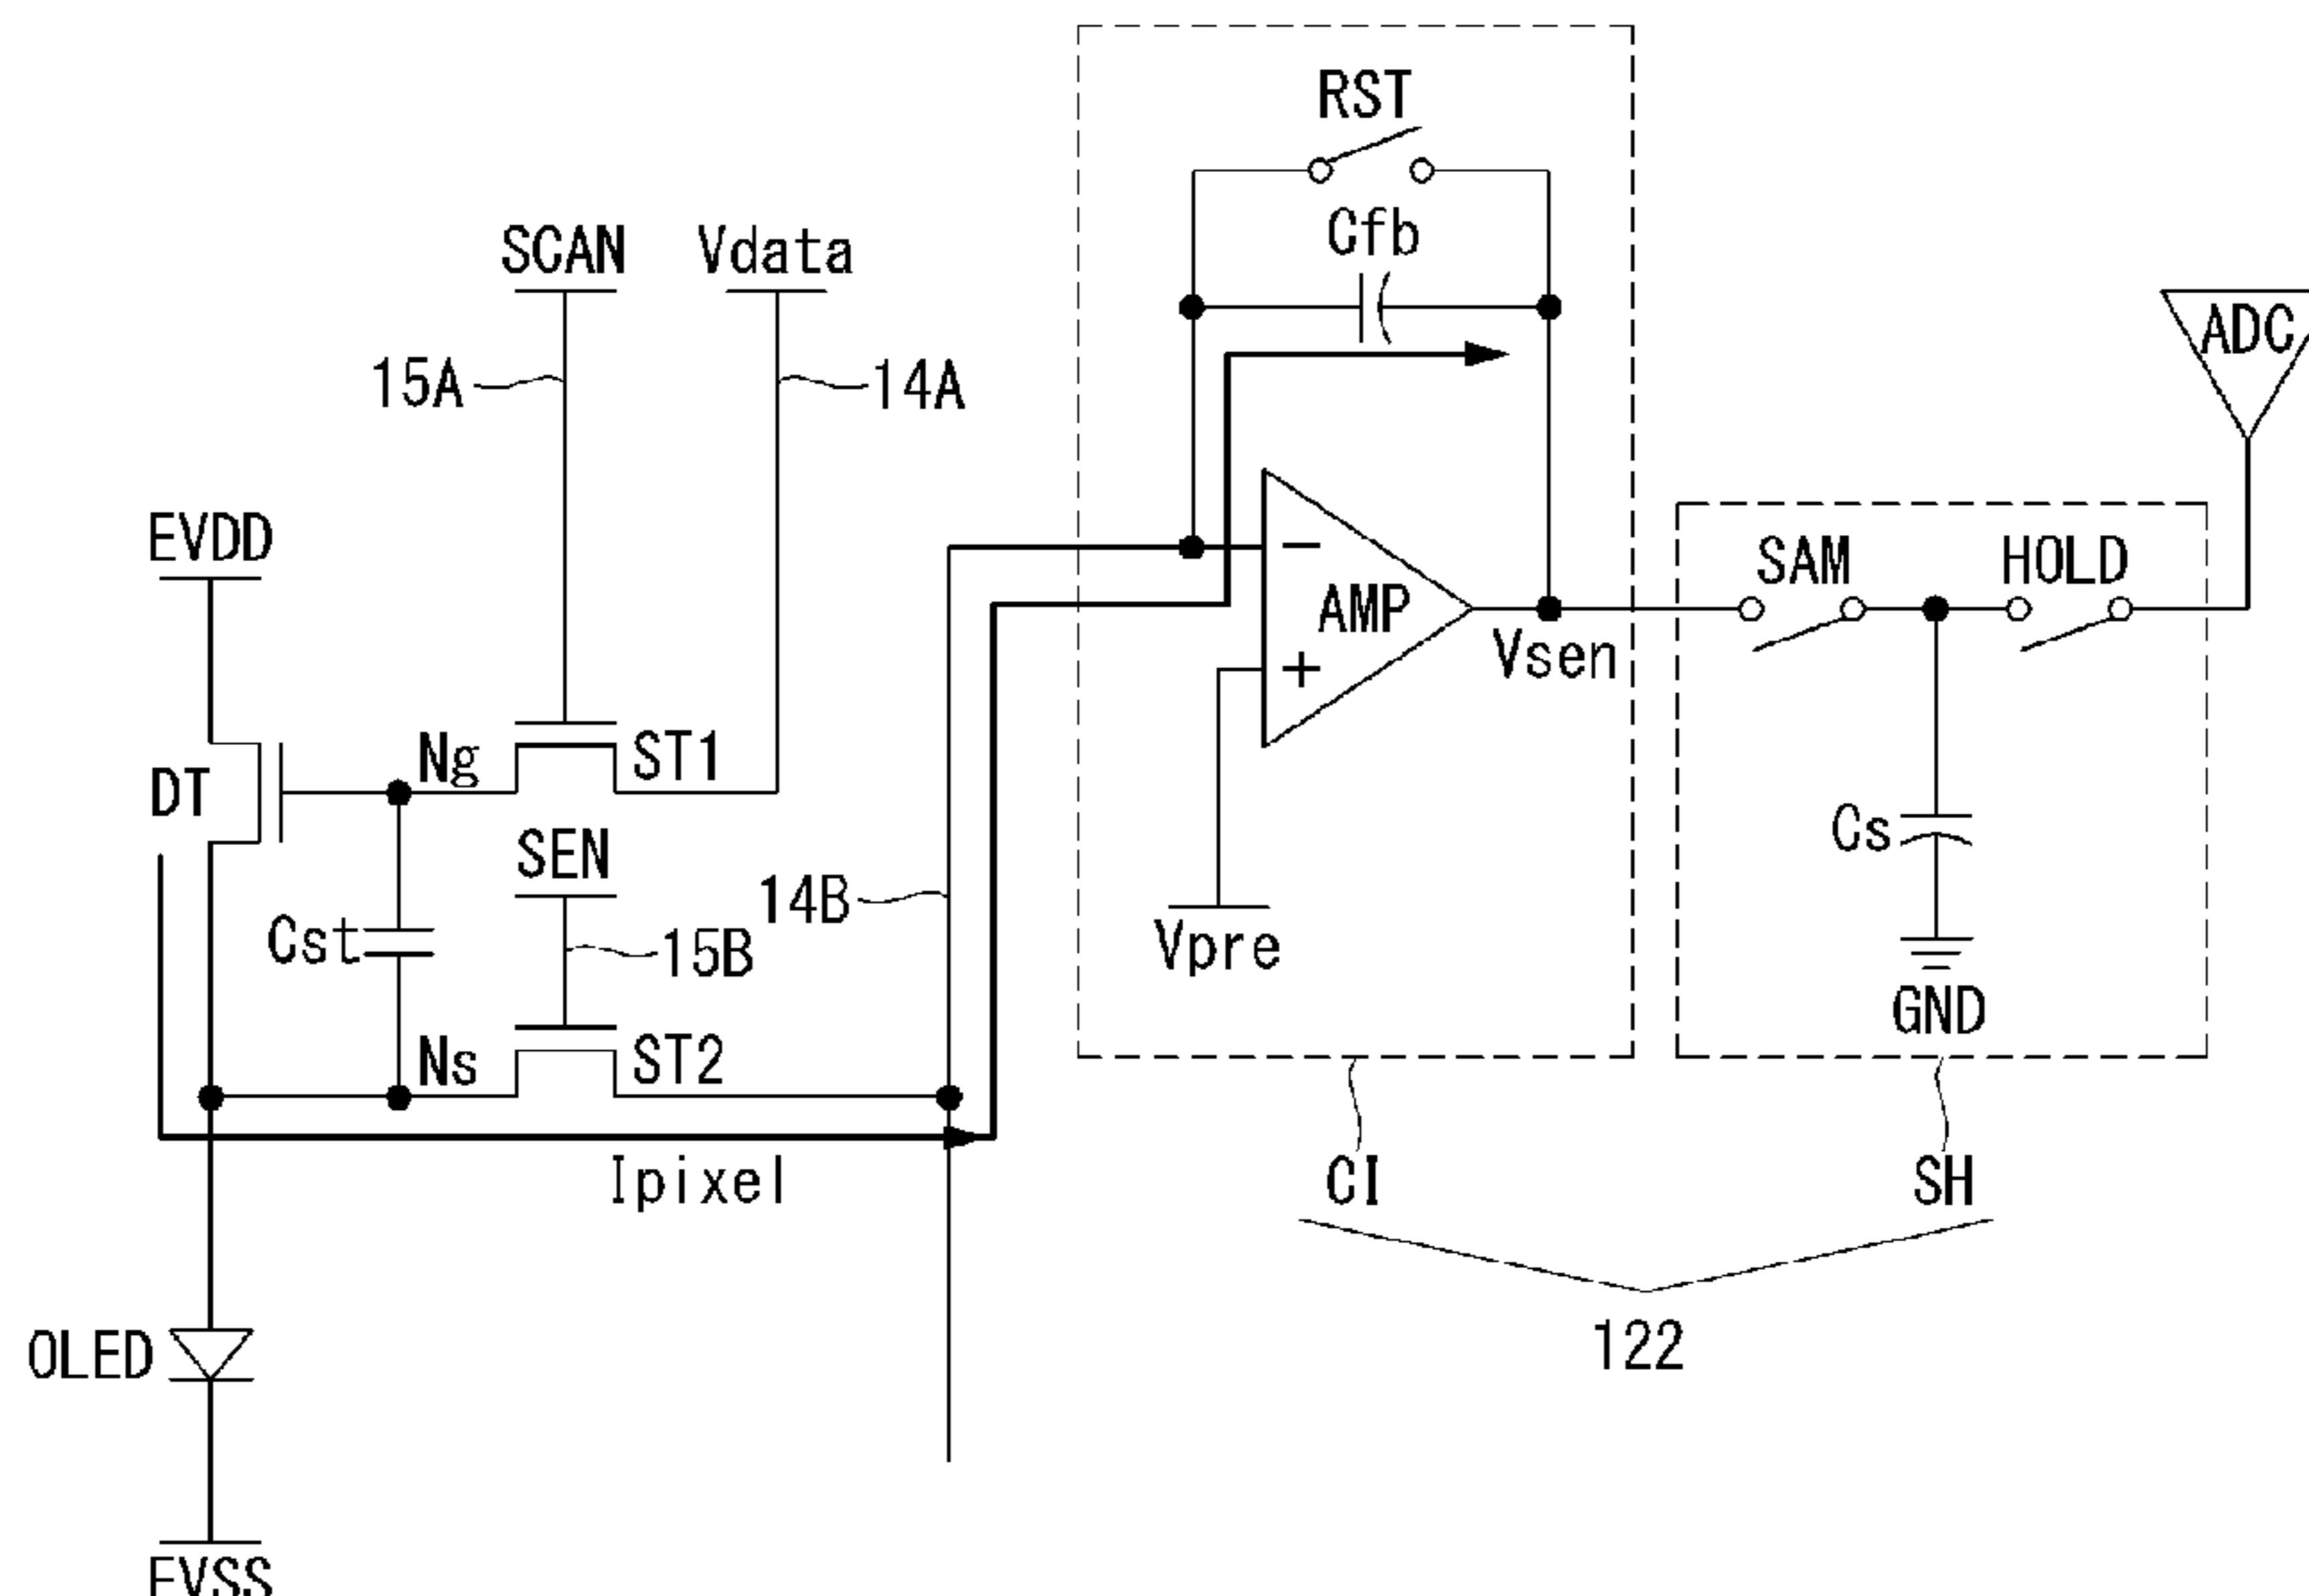 RST
Cfb
SCAN
Vdata
ADC
15A
14A
EVDD
SAM
HOLD
−
AMP
+
Vsen
Ng
ST1
DT
SEN
Cs
14B
Cst
15B
Vpre
GND
Ns
ST2
Ipixel
CI
SH
122
OLED
EVSS